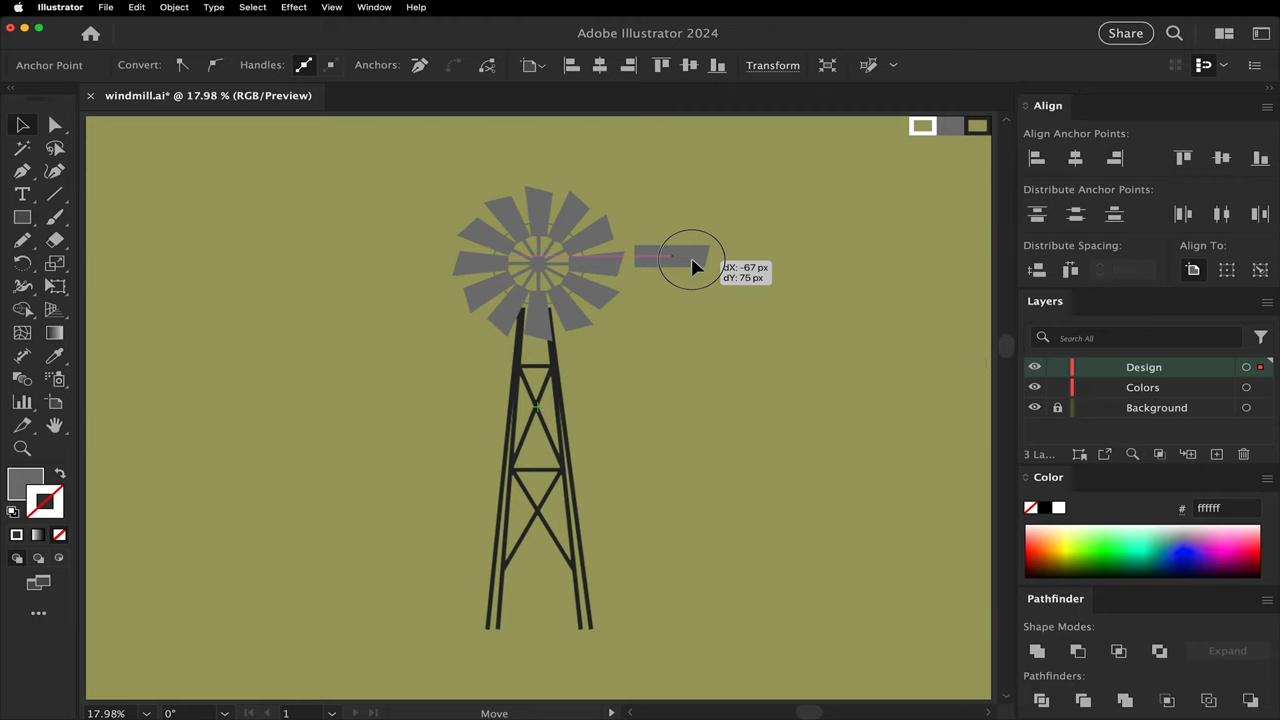 Illustrator File Edit Object Type Select Effect View Window Help
Adobe Illustrator 2024
Share
Anchor Point Convert: Handles: Anchors: Transform
windmill.ai* @ 17.98 % (RGB/Preview)
dX: -67 px
dY: 75 px
17.98% 0° 1 Move
Align
Align Anchor Points:
Distribute Anchor Points:
Distribute Spacing: Align To:
Layers
Search All
Design
Colors
Background
3 La...
Color
# ffffff
Pathfinder
Shape Modes:
Expand
Pathfinders: